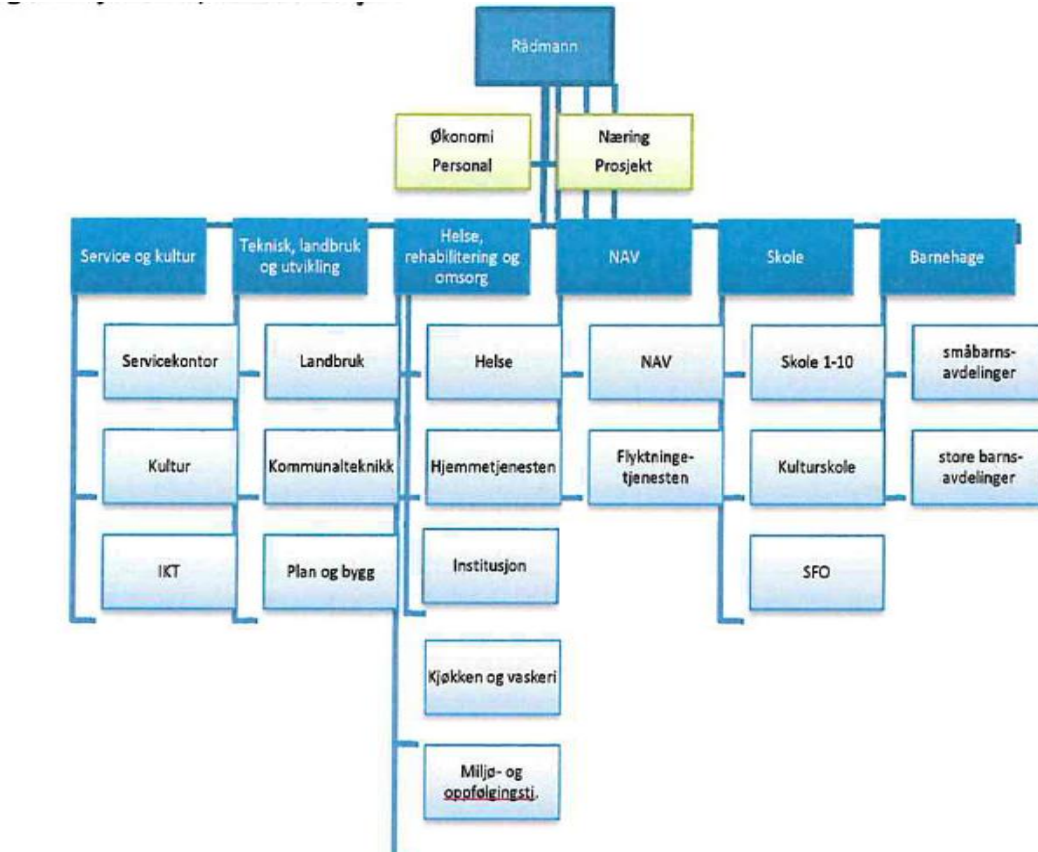 Rådmann
Økonomi
Personal
Næring
Prosjekt
Service og kultur
Teknisk, landbruk
og utvikling
Helse,
rehabilitering og
omsorg
NAV
Skole
Barnehage
Servicekontor
Landbruk
Helse
NAV
Skole 1-10
småbarns-
avdelinger
Kultur
Kommunalteknikk
Hjemmetjenesten
Flyktninge-
tjenesten
Kulturskole
store barns-
avdelinger
IKT
Plan og bygg
Institusjon
SFO
Kjøkken og vaskeri
Miljø- og
oppfølgingstj.